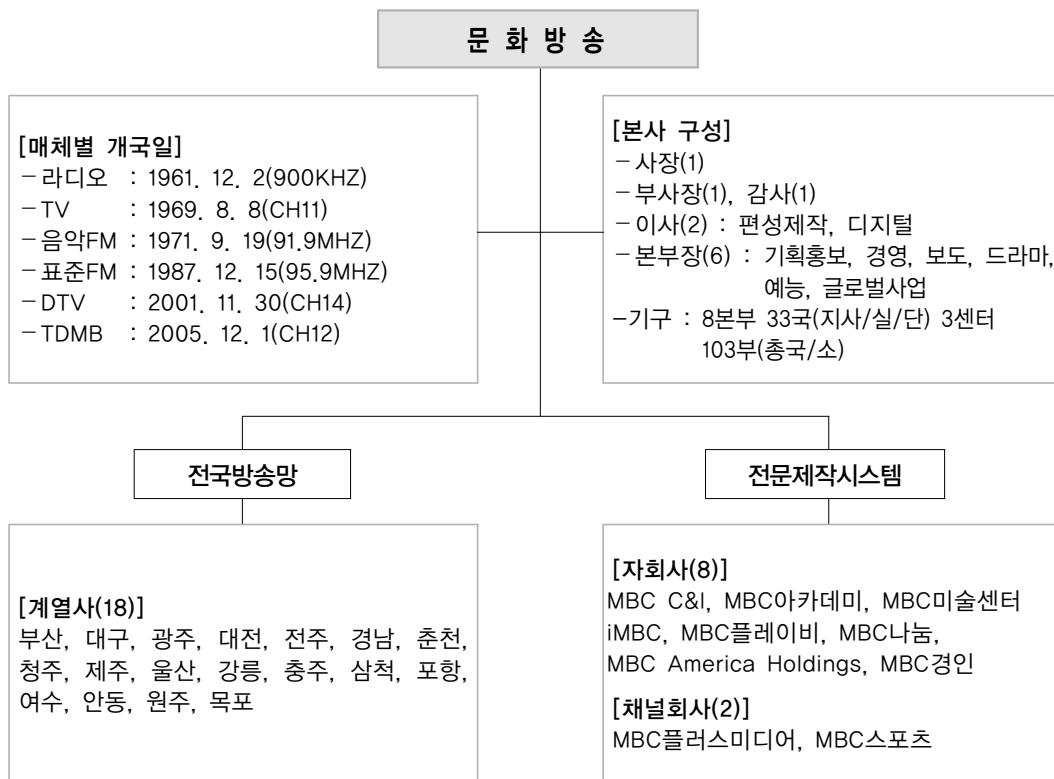 문 화 방 송
[매체별 개국일]
－라디오 : 1961. 12. 2(900KHZ)
－TV : 1969. 8. 8(CH11)
－음악FM : 1971. 9. 19(91.9MHZ)
－표준FM : 1987. 12. 15(95.9MHZ)
－DTV : 2001. 11. 30(CH14)
－TDMB : 2005. 12. 1(CH12)
[본사 구성]
－사장(1)
－부사장(1), 감사(1)
－이사(2) : 편성제작, 디지털
－본부장(6) : 기획홍보, 경영, 보도, 드라마,
예능, 글로벌사업
－기구 : 8본부 33국(지사/실/단) 3센터
103부(총국/소)
전국방송망
전문제작시스템
[계열사(18)]
부산, 대구, 광주, 대전, 전주, 경남, 춘천,
청주, 제주, 울산, 강릉, 충주, 삼척, 포항,
여수, 안동, 원주, 목포
[자회사(8)]
MBC C&I, MBC아카데미, MBC미술센터
iMBC, MBC플레이비, MBC나눔,
MBC America Holdings, MBC경인
[채널회사(2)]
MBC플러스미디어, MBC스포츠